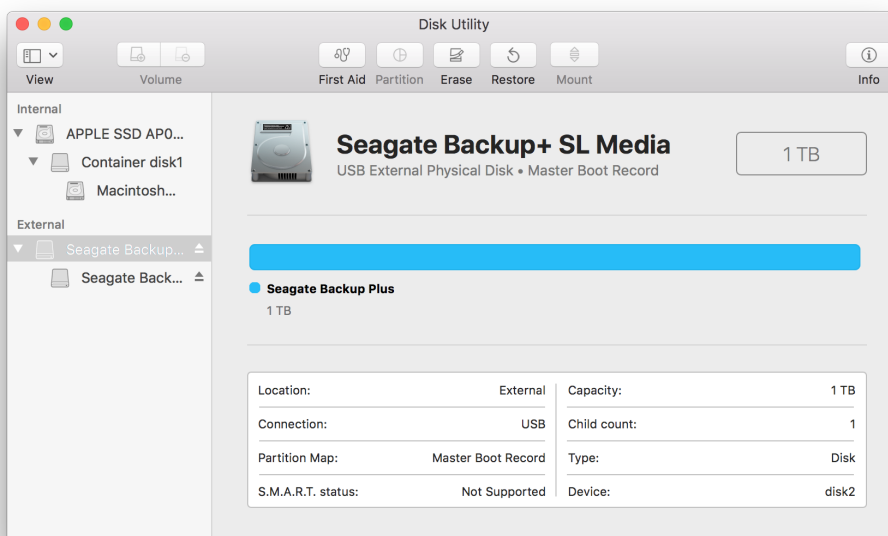 Disk Utility
View
Volume
First Aid Partition Erase Restore Mount
Info
Internal
APPLE SSD AP0...
Container disk1
Macintosh...
External
Seagate Backup...
Seagate Back...
Seagate Backup+ SL Media
USB External Physical Disk • Master Boot Record
1 TB
Seagate Backup Plus
1 TB
Location: External
Capacity: 1 TB
Connection: USB
Child count: 1
Partition Map: Master Boot Record
Type: Disk
S.M.A.R.T. status: Not Supported
Device: disk2